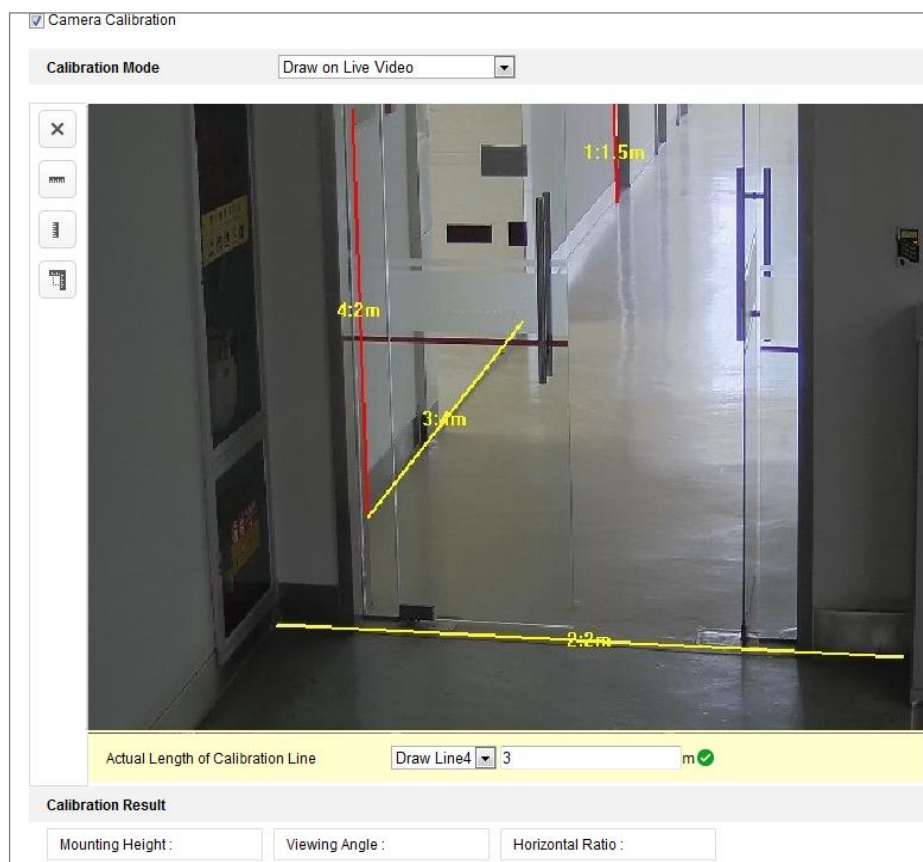 Camera Calibration
Calibration Mode
Draw on Live Video
1:1.5m
4:2m
3:4m
2:2m
Actual Length of Calibration Line
Draw Line4
3
m
Calibration Result
Mounting Height :
Viewing Angle :
Horizontal Ratio :